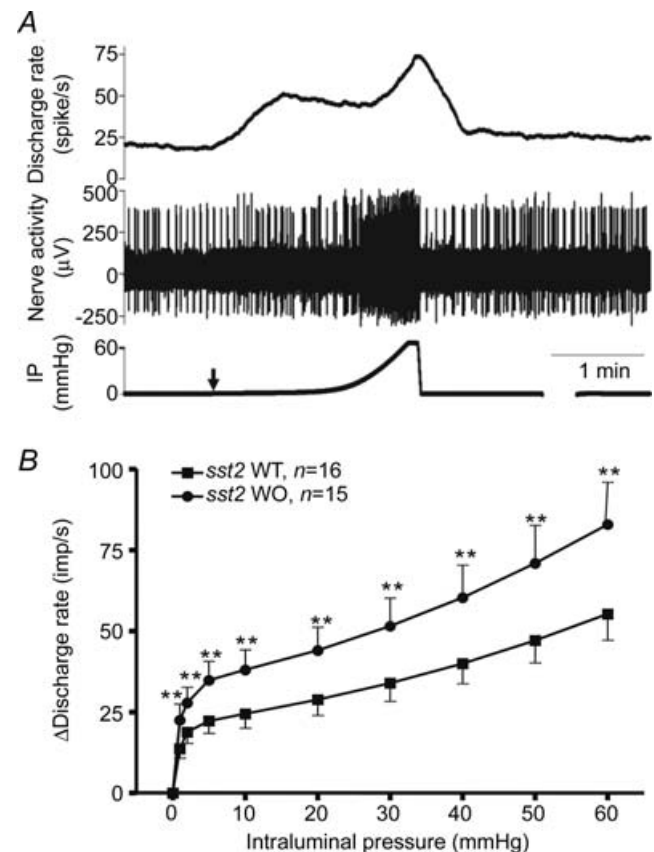 A
Discharge rate
(spike/s)
75
50
25
0
Nerve activity
(µV)
500
250
0
-250
IP
(mmHg)
60
0
1 min
B
sst2 WT, n=16
sst2 WO, n=15
ΔDischarge rate (imp/s)
100
75
50
25
0
** ** ** ** ** ** ** ** **
0 10 20 30 40 50 60
Intraluminal pressure (mmHg)